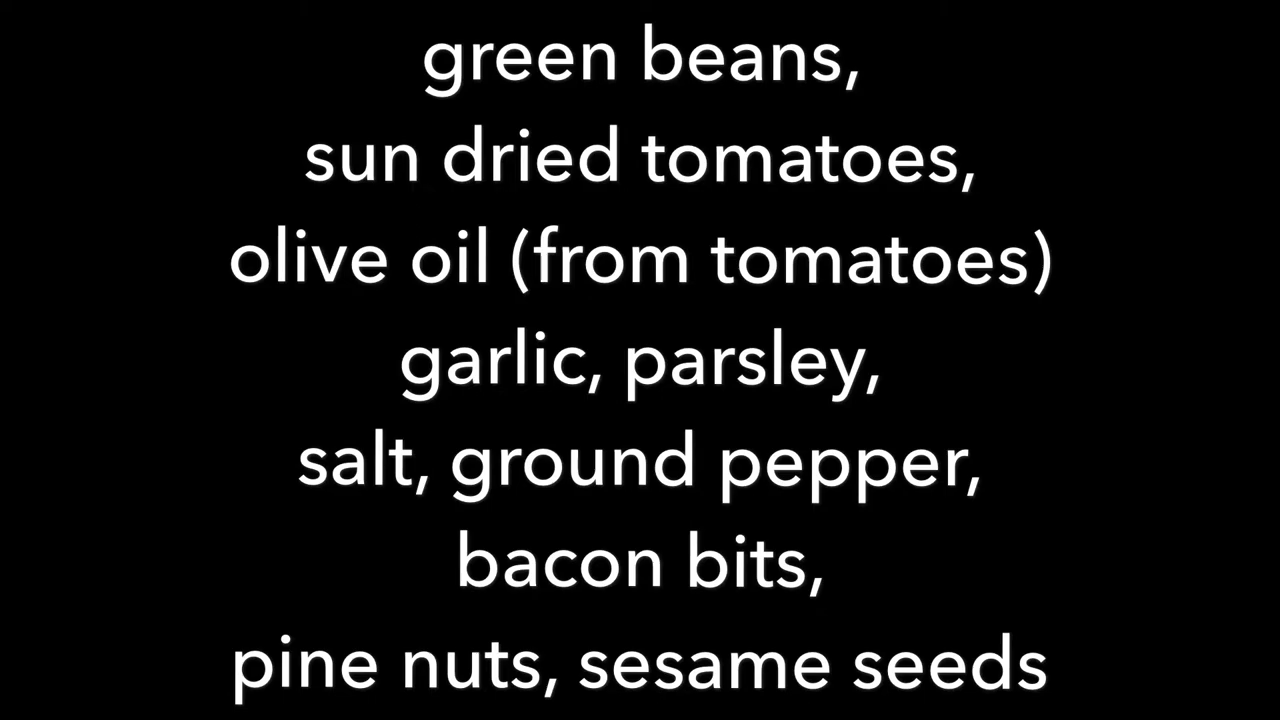 green beans,
sun dried tomatoes,
olive oil (from tomatoes)
garlic, parsley,
salt, ground pepper,
bacon bits,
pine nuts, sesame seeds